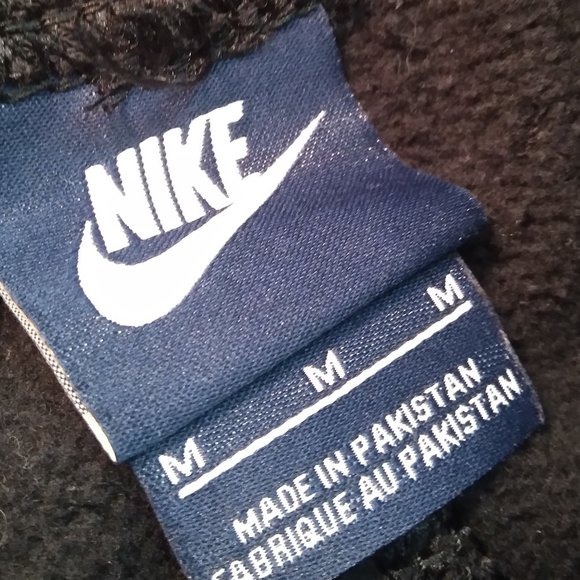 NIKE
M M M
MADE IN PAKISTAN
FABRIQUE AU PAKISTAN